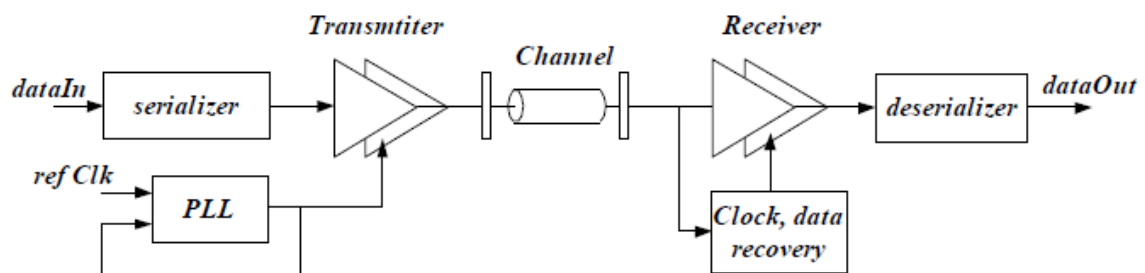 Transmtiter
Receiver
Channel
dataIn
serializer
deserializer
dataOut
ref Clk
PLL
Clock, data
recovery